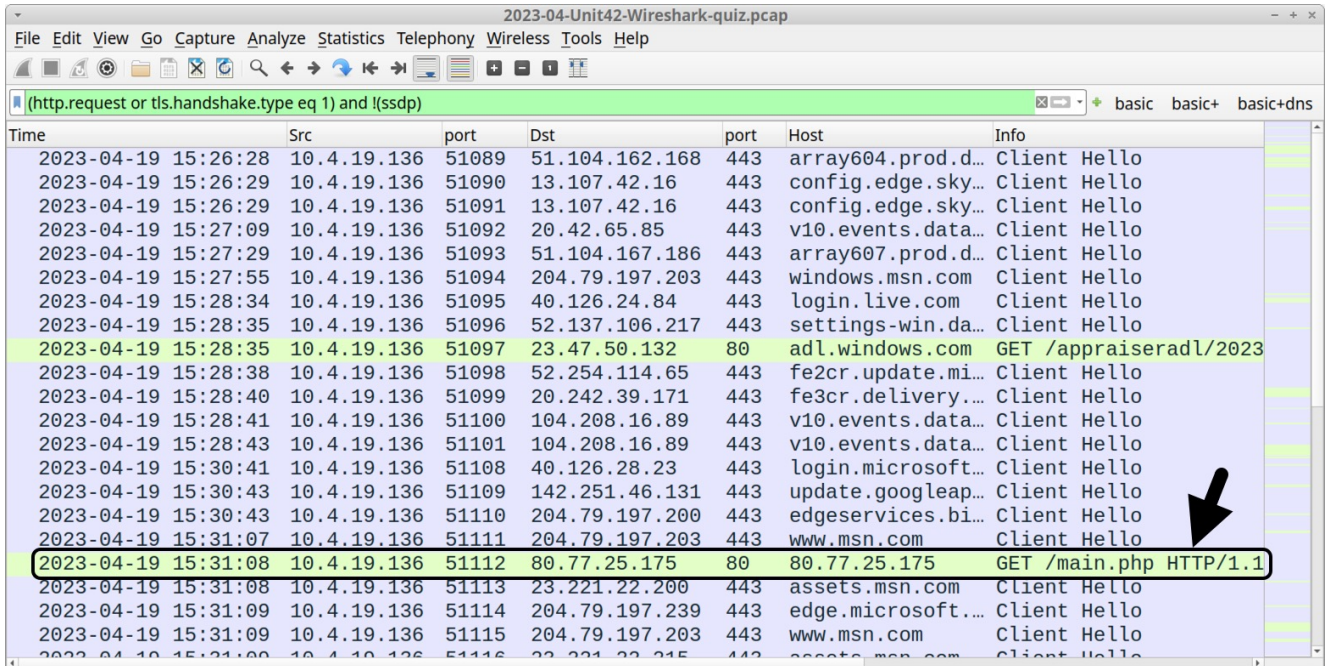 2023-04-Unit42-Wireshark-quiz.pcap
File Edit View Go Capture Analyze Statistics Telephony Wireless Tools Help
(http.request or tls.handshake.type eq 1) and !(ssdp) basic basic+ basic+dns
Time Src port Dst port Host Info
2023-04-19 15:26:28 10.4.19.136 51089 51.104.162.168 443 array604.prod.d… Client Hello
2023-04-19 15:26:29 10.4.19.136 51090 13.107.42.16 443 config.edge.sky… Client Hello
2023-04-19 15:26:29 10.4.19.136 51091 13.107.42.16 443 config.edge.sky… Client Hello
2023-04-19 15:27:09 10.4.19.136 51092 20.42.65.85 443 v10.events.data… Client Hello
2023-04-19 15:27:29 10.4.19.136 51093 51.104.167.186 443 array607.prod.d… Client Hello
2023-04-19 15:27:55 10.4.19.136 51094 204.79.197.203 443 windows.msn.com Client Hello
2023-04-19 15:28:34 10.4.19.136 51095 40.126.24.84 443 login.live.com Client Hello
2023-04-19 15:28:35 10.4.19.136 51096 52.137.106.217 443 settings-win.da… Client Hello
2023-04-19 15:28:35 10.4.19.136 51097 23.47.50.132 80 adl.windows.com GET /appraiseradl/2023
2023-04-19 15:28:38 10.4.19.136 51098 52.254.114.65 443 fe2cr.update.mi… Client Hello
2023-04-19 15:28:40 10.4.19.136 51099 20.242.39.171 443 fe3cr.delivery.… Client Hello
2023-04-19 15:28:41 10.4.19.136 51100 104.208.16.89 443 v10.events.data… Client Hello
2023-04-19 15:28:43 10.4.19.136 51101 104.208.16.89 443 v10.events.data… Client Hello
2023-04-19 15:30:41 10.4.19.136 51108 40.126.28.23 443 login.microsoft… Client Hello
2023-04-19 15:30:43 10.4.19.136 51109 142.251.46.131 443 update.googleap… Client Hello
2023-04-19 15:30:43 10.4.19.136 51110 204.79.197.200 443 edgeservices.bi… Client Hello
2023-04-19 15:31:07 10.4.19.136 51111 204.79.197.203 443 www.msn.com Client Hello
2023-04-19 15:31:08 10.4.19.136 51112 80.77.25.175 80 80.77.25.175 GET /main.php HTTP/1.1
2023-04-19 15:31:08 10.4.19.136 51113 23.221.22.200 443 assets.msn.com Client Hello
2023-04-19 15:31:09 10.4.19.136 51114 204.79.197.239 443 edge.microsoft.… Client Hello
2023-04-19 15:31:09 10.4.19.136 51115 204.79.197.203 443 www.msn.com Client Hello